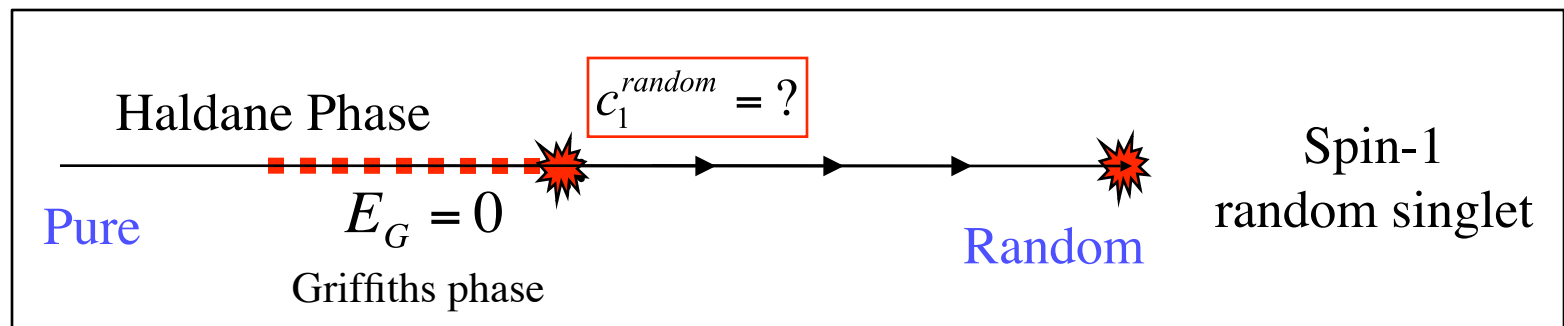 c₁^{random} = ?
Haldane Phase
Spin-1
random singlet
Pure
E_G = 0
Random
Griffiths phase